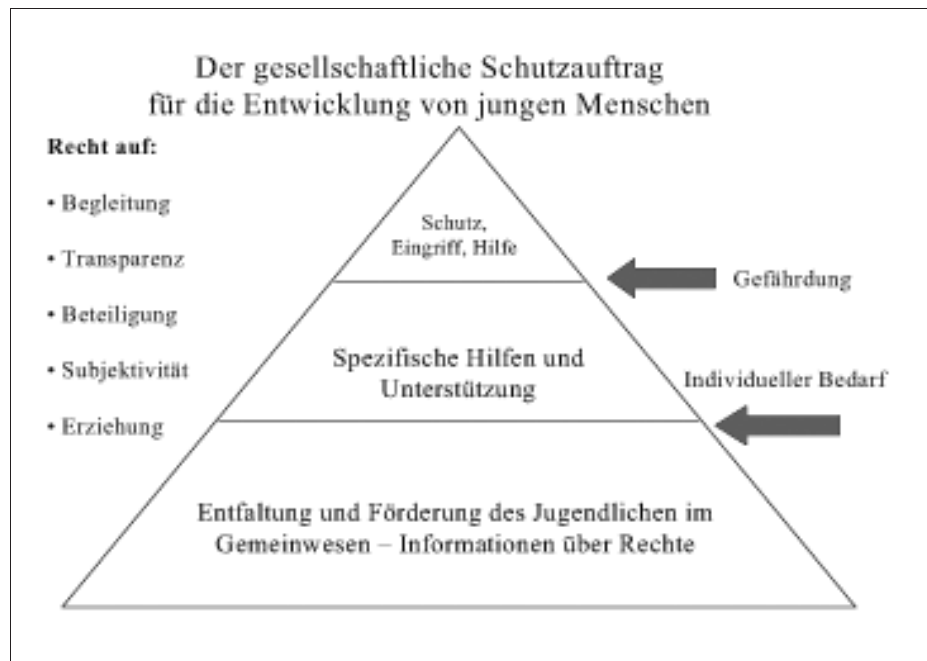 Der gesellschaftliche Schutzauftrag
für die Entwicklung von jungen Menschen
Recht auf:
• Begleitung
• Transparenz
• Beteiligung
• Subjektivität
• Erziehung
Schutz,
Eingriff, Hilfe
Gefährdung
Spezifische Hilfen und
Unterstützung
Individueller Bedarf
Entfaltung und Förderung des Jugendlichen im
Gemeinwesen – Informationen über Rechte